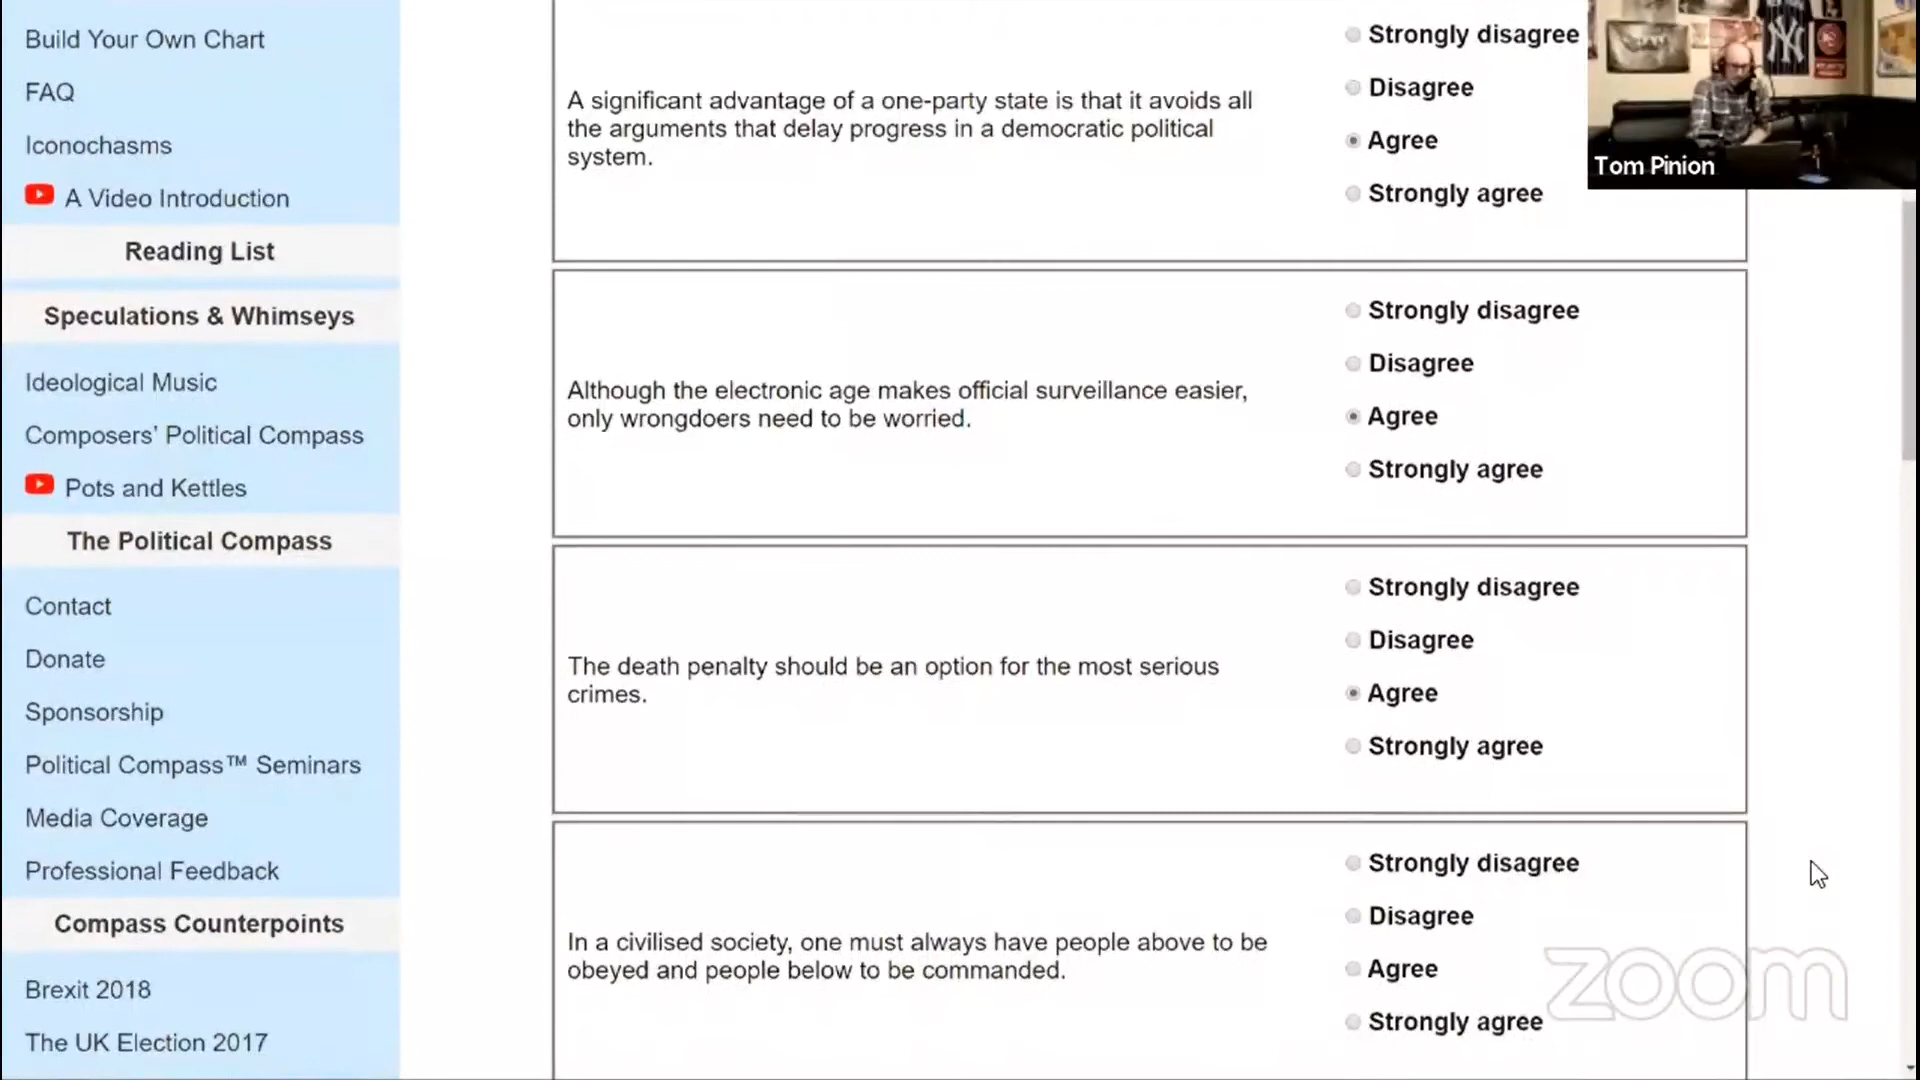 Build Your Own Chart
FAQ
Iconochasms
A Video Introduction
Reading List
Speculations & Whimseys
Ideological Music
Composers' Political Compass
Pots and Kettles
The Political Compass
Contact
Donate
Sponsorship
Political Compass™ Seminars
Media Coverage
Professional Feedback
Compass Counterpoints
Brexit 2018
The UK Election 2017
A significant advantage of a one-party state is that it avoids all
the arguments that delay progress in a democratic political
system.
Strongly disagree
Disagree
Agree
Strongly agree
Although the electronic age makes official surveillance easier,
only wrongdoers need to be worried.
Strongly disagree
Disagree
Agree
Strongly agree
The death penalty should be an option for the most serious
crimes.
Strongly disagree
Disagree
Agree
Strongly agree
In a civilised society, one must always have people above to be
obeyed and people below to be commanded.
Strongly disagree
Disagree
Agree
Strongly agree
NY
Tom Pinion
zoom